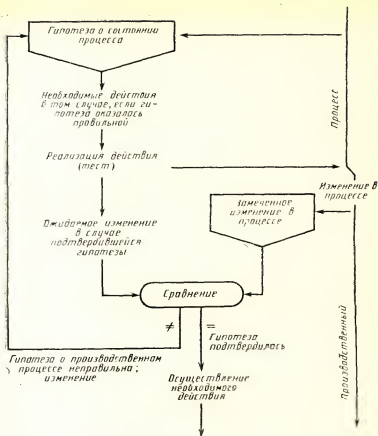 Гипотеза о состоянии
процесса
Необходимые действия
в том случае, если ги-
потеза оказалась
правильной
Процесс
Реализация действия
(тест)
Изменение в
процессе
Замеченное
изменение в
процессе
Ожидаемое изменение
в случае
подтвердившейся
гипотезы
Сравнение
≠ =
Гипотеза
подтвердилась
Гипотеза о производственном
процессе неправильна;
изменение
Осуществление
необходимого
действия
Производственный